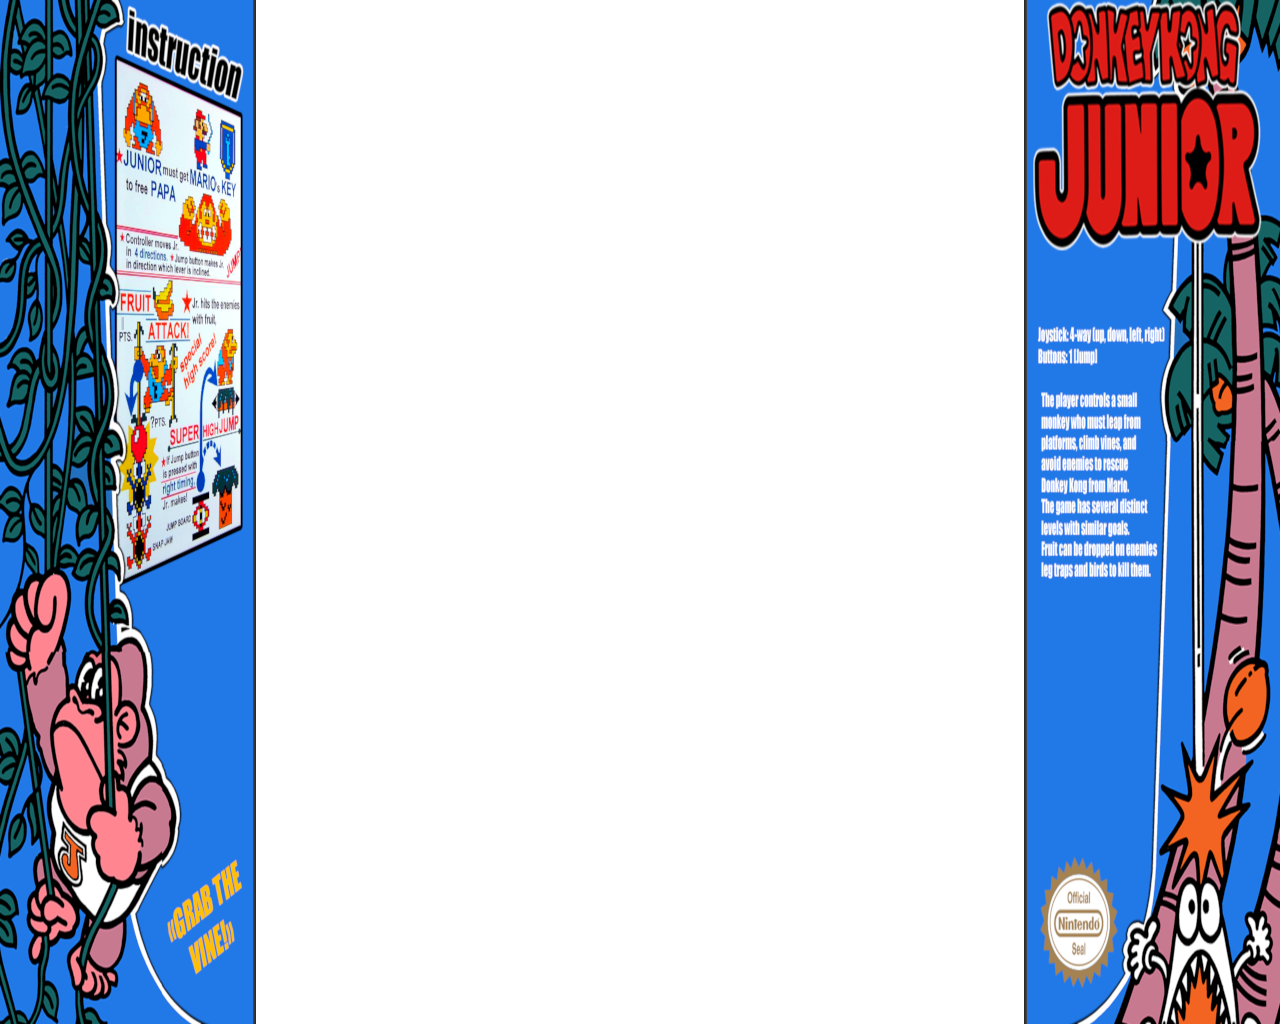 instruction
★JUNIOR must get MARIO's KEY
to free PAPA
★Controller moves Jr.
in 4 directions. ★Jump button makes Jr.
in direction which lever is inclined.
JUMP
FRUIT
ATTACK!
★Jr. hits the enemies
with fruit,
special
high score!
PTS
?PTS.
SUPER HIGH JUMP
★If Jump button
is pressed with
right timing,
Jr. makes!
JUMP BOARD
SNAP JAW
J
«GRAB THE
VINE!»
DONKEY KONG
JUNIOR
Joystick: 4-way (up, down, left, right)
Buttons: 1 [Jump]
The player controls a small
monkey who must leap from
platforms, climb vines, and
avoid enemies to rescue
Donkey Kong from Mario.
The game has several distinct
levels with similar goals.
Fruit can be dropped on enemies
leg traps and birds to kill them.
Official
Nintendo
Seal